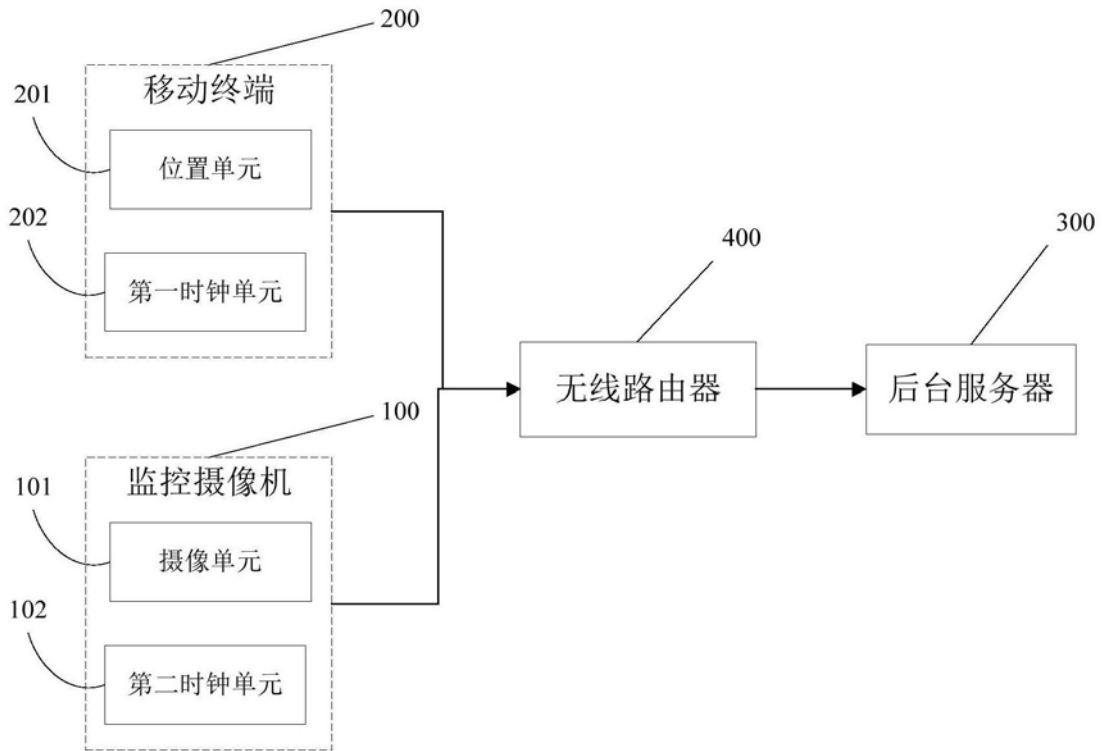 200
移动终端
201
位置单元
202
第一时钟单元
400
无线路由器
300
后台服务器
100
监控摄像机
101
摄像单元
102
第二时钟单元